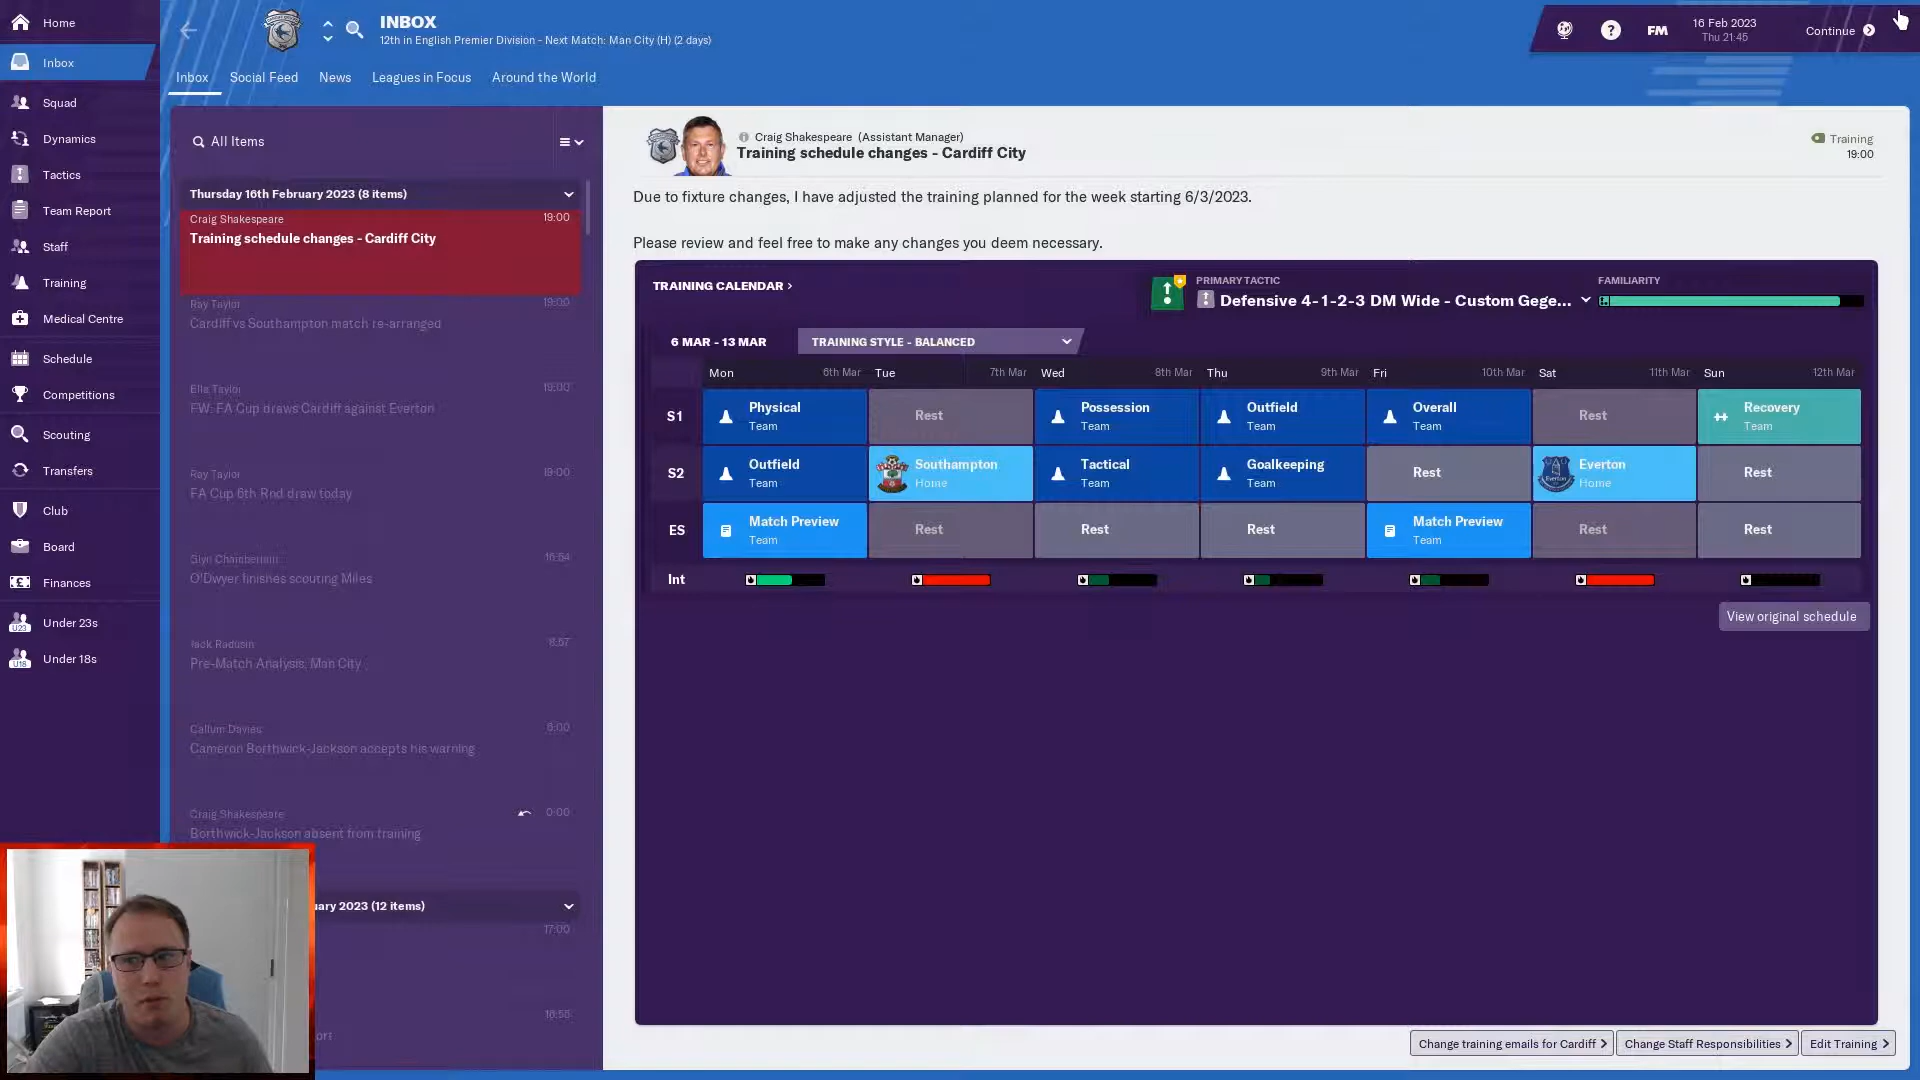 Home
Inbox
Squad
Dynamics
Tactics
Team Report
Staff
Training
Medical Centre
Schedule
Competitions
Scouting
Transfers
Club
Board
Finances
U23 Under 23s
U18 Under 18s
INBOX
12th in English Premier Division - Next Match: Man City (H) (2 days)
FM
16 Feb 2023
Thu 21:45
Continue
Inbox Social Feed News Leagues in Focus Around the World
All Items
Thursday 16th February 2023 (8 items)
Craig Shakespeare 19:00
Training schedule changes - Cardiff City
Ray Taylor 19:00
Cardiff vs Southampton match re-arranged
Ella Taylor 19:00
FW: FA Cup draws Cardiff against Everton
Ray Taylor 19:00
FA Cup 6th Rnd draw today
Glyn Chamberlain 16:54
O'Dwyer finishes scouting Miles
Jack Radusin 8:57
Pre-Match Analysis: Man City
Callum Davies 6:00
Cameron Borthwick-Jackson accepts his warning
Craig Shakespeare 0:00
Borthwick-Jackson absent from training
uary 2023 (12 items)
17:00
Craig Shakespeare (Assistant Manager)
Training schedule changes - Cardiff City
Training
19:00
Due to fixture changes, I have adjusted the training planned for the week starting 6/3/2023.
Please review and feel free to make any changes you deem necessary.
TRAINING CALENDAR >
PRIMARY TACTIC
Defensive 4-1-2-3 DM Wide - Custom Gege...
FAMILIARITY
6 MAR - 13 MAR
TRAINING STYLE - BALANCED
Mon 6th Mar Tue 7th Mar Wed 8th Mar Thu 9th Mar Fri 10th Mar Sat 11th Mar Sun 12th Mar
S1 Physical Team Rest Possession Team Outfield Team Overall Team Rest Recovery Team
S2 Outfield Team Southampton Home Tactical Team Goalkeeping Team Rest Everton Home Rest
ES Match Preview Team Rest Rest Rest Match Preview Team Rest Rest
Int
View original schedule
Change training emails for Cardiff > Change Staff Responsibilities > Edit Training >